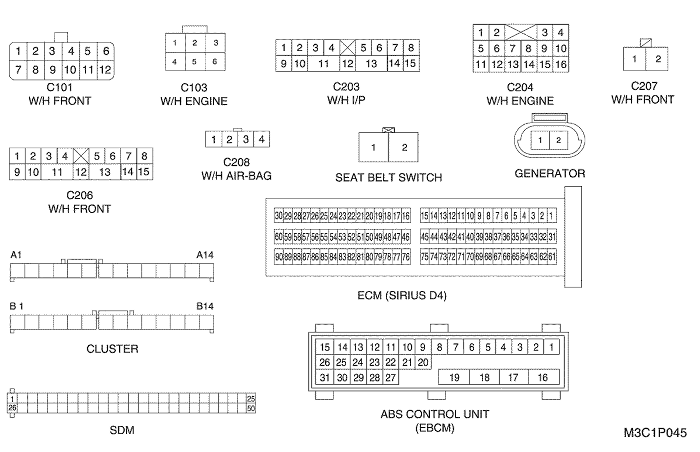 1 2 3 4 5 6
7 8 9 10 11 12
C101
W/H FRONT
1 2 3
4 5 6
C103
W/H ENGINE
1 2 3 4 5 6 7 8
9 10 11 12 13 14 15
C203
W/H I/P
1 2 3 4
5 6 7 8 9 10
11 12 13 14 15 16
C204
W/H ENGINE
1 2
C207
W/H FRONT
1 2 3 4 5 6 7 8
9 10 11 12 13 14 15
C206
W/H FRONT
1 2 3 4
C208
W/H AIR-BAG
1 2
SEAT BELT SWITCH
1 2
GENERATOR
30 29 28 27 26 25 24 23 22 21 20 19 18 17 16 15 14 13 12 11 10 9 8 7 6 5 4 3 2 1
60 59 58 57 56 55 54 53 52 51 50 49 48 47 46 45 44 43 42 41 40 39 38 37 36 35 34 33 32 31
90 89 88 87 86 85 84 83 82 81 80 79 78 77 76 75 74 73 72 71 70 69 68 67 66 65 64 63 62 61
ECM (SIRIUS D4)
A1 A14
B 1 B14
CLUSTER
1 25
26 50
SDM
15 14 13 12 11 10 9 8 7 6 5 4 3 2 1
26 25 24 23 22 21 20
31 30 29 28 27 19 18 17 16
ABS CONTROL UNIT
(EBCM)
M3C1P045